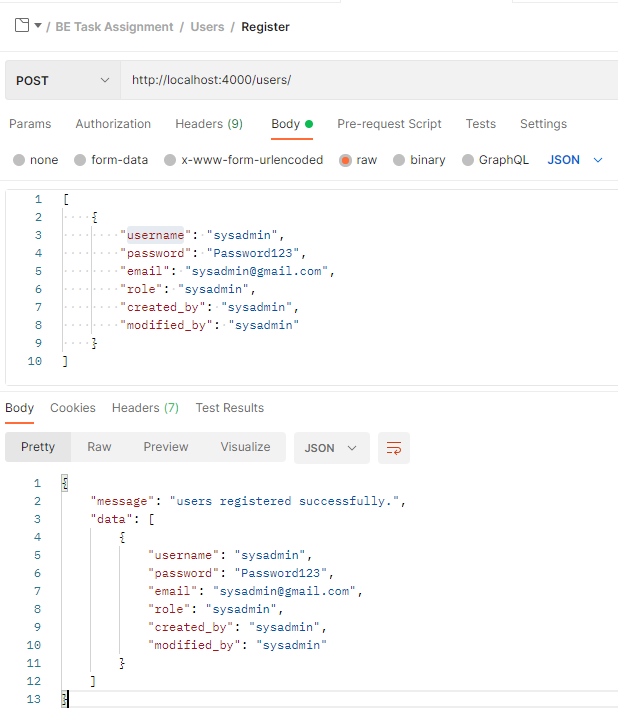 / BE Task Assignment / Users / Register
POST http://localhost:4000/users/
Params Authorization Headers (9) Body Pre-request Script Tests Settings
none form-data x-www-form-urlencoded raw binary GraphQL JSON
1 [
2 {
3 "username": "sysadmin",
4 "password": "Password123",
5 "email": "sysadmin@gmail.com",
6 "role": "sysadmin",
7 "created_by": "sysadmin",
8 "modified_by": "sysadmin"
9 }
10 ]
Body Cookies Headers (7) Test Results
Pretty Raw Preview Visualize JSON
1 {
2 "message": "users registered successfully.",
3 "data": [
4 {
5 "username": "sysadmin",
6 "password": "Password123",
7 "email": "sysadmin@gmail.com",
8 "role": "sysadmin",
9 "created_by": "sysadmin",
10 "modified_by": "sysadmin"
11 }
12 ]
13 }